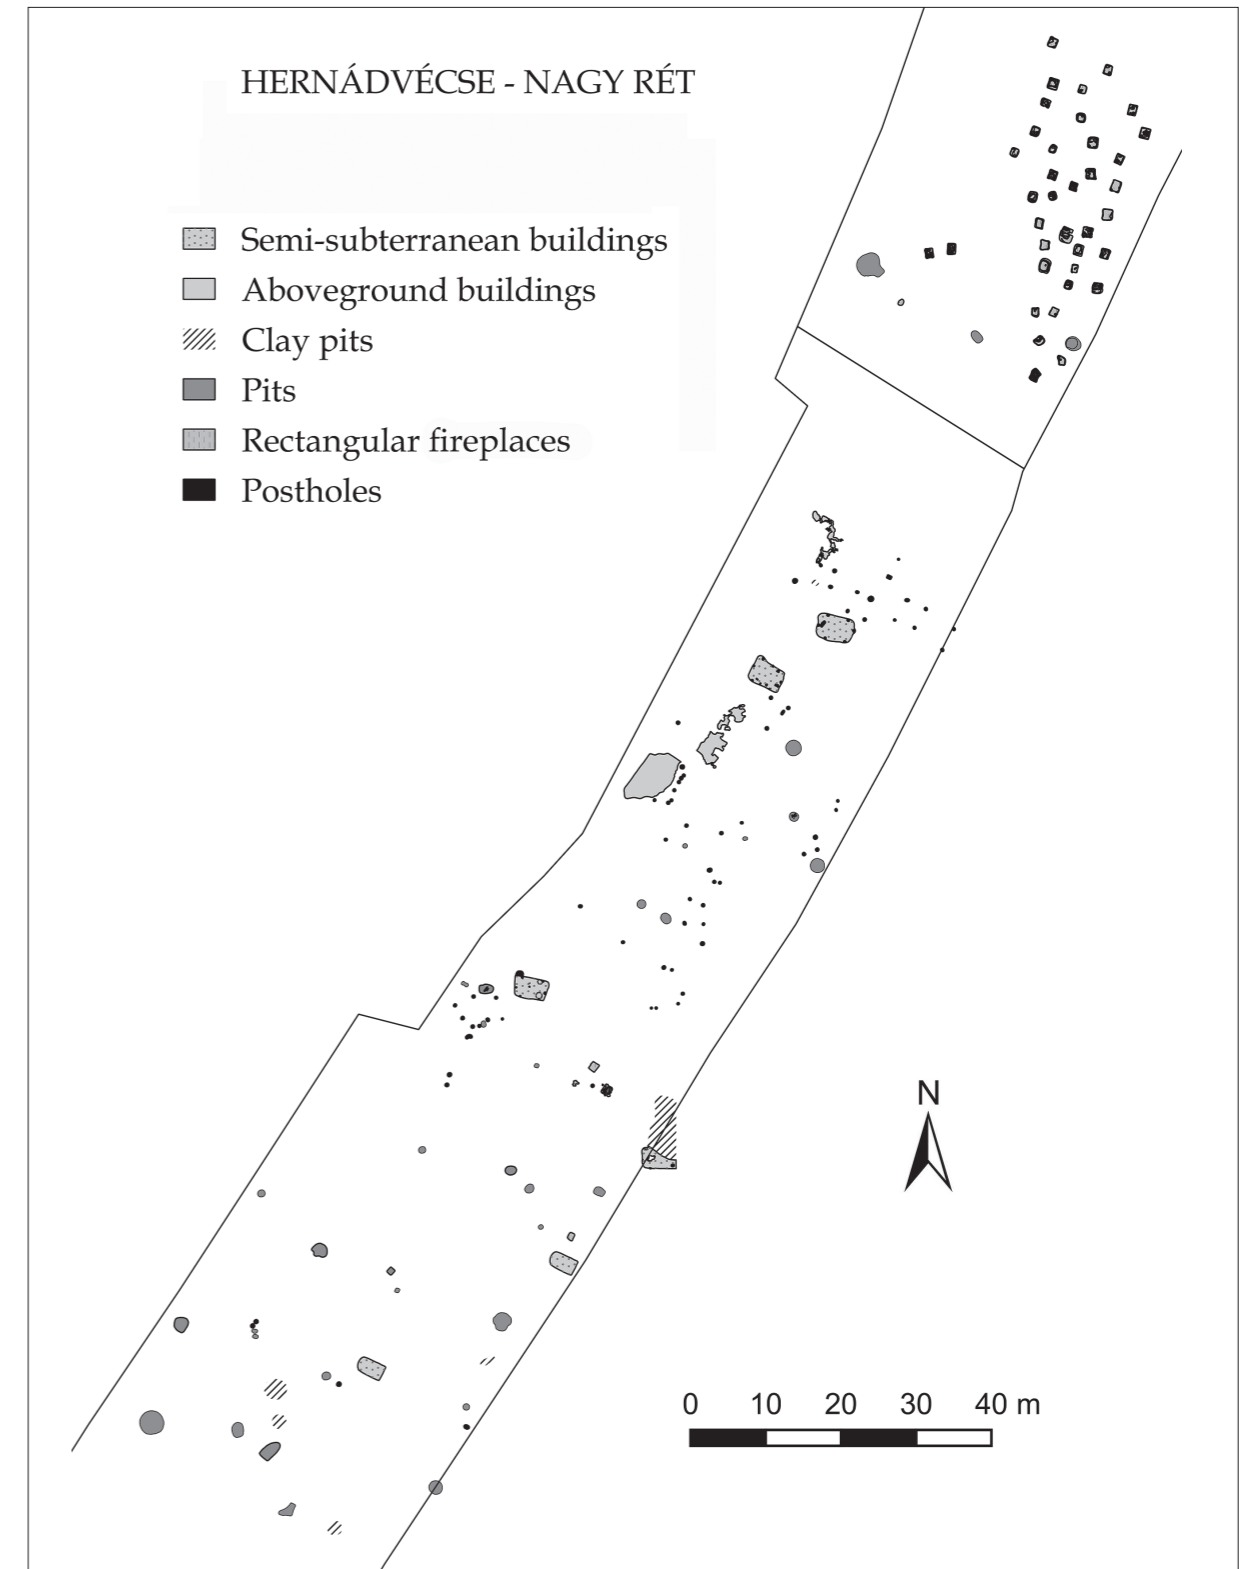 HERNÁDVÉCSE - NAGY RÉT
Semi-subterranean buildings
Aboveground buildings
Clay pits
Pits
Rectangular fireplaces
Postholes
N
0 10 20 30 40 m